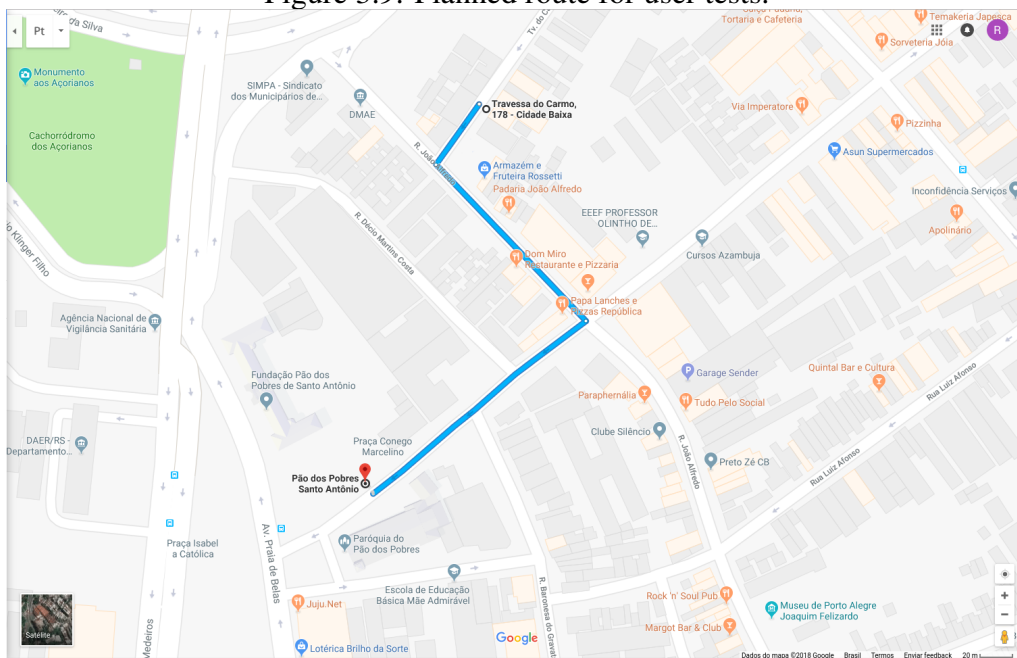 Figure 3.9: Planned route for user tests.
Pt
Tortaria e Cafeteria
Temakeria Japesca
R
Sorveteria Jóia
Monumento
aos Açorianos
SIMPA - Sindicato
dos Municipários de...
DMAE
Travessa do Carmo,
178 - Cidade Baixa
Via Imperatore
Pizzinha
Cachorródromo
dos Açorianos
Asun Supermercados
Armazém e
Fruteira Rossetti
Padaria João Alfredo
Inconfidência Serviços
EEEF PROFESSOR
OLINTHO DE...
Apolinário
R. Décio Martins Costa
Cursos Azambuja
Dom Miro
Restaurante e Pizzaria
Klinger Filho
Papa Lanches e
Pizzas República
Agência Nacional de
Vigilância Sanitária
Fundação Pão dos
Pobres de Santo Antônio
Garage Sender
Quintal Bar e Cultura
Rua Luiz Afonso
Paraphernália
Tudo Pelo Social
Clube Silêncio
DAER/RS -
Departamento...
Praça Conego
Marcelino
R. João Alfredo
Preto Zé CB
Rua Luiz Afonso
Pão dos Pobres
Santo Antônio
Praça Isabel
a Católica
Av. Praia de Belas
Paróquia do
Pão dos Pobres
Escola de Educação
Básica Mãe Admirável
R. Baronesa do Gravat
Rock 'n' Soul Pub
Museu de Porto Alegre
Joaquim Felizardo
Juju.Net
Margot Bar & Club
Satélite
Medeiros
Google
Lotérica Brilho da Sorte
Dados do mapa ©2018 Google Brasil Termos Enviar feedback 20 m